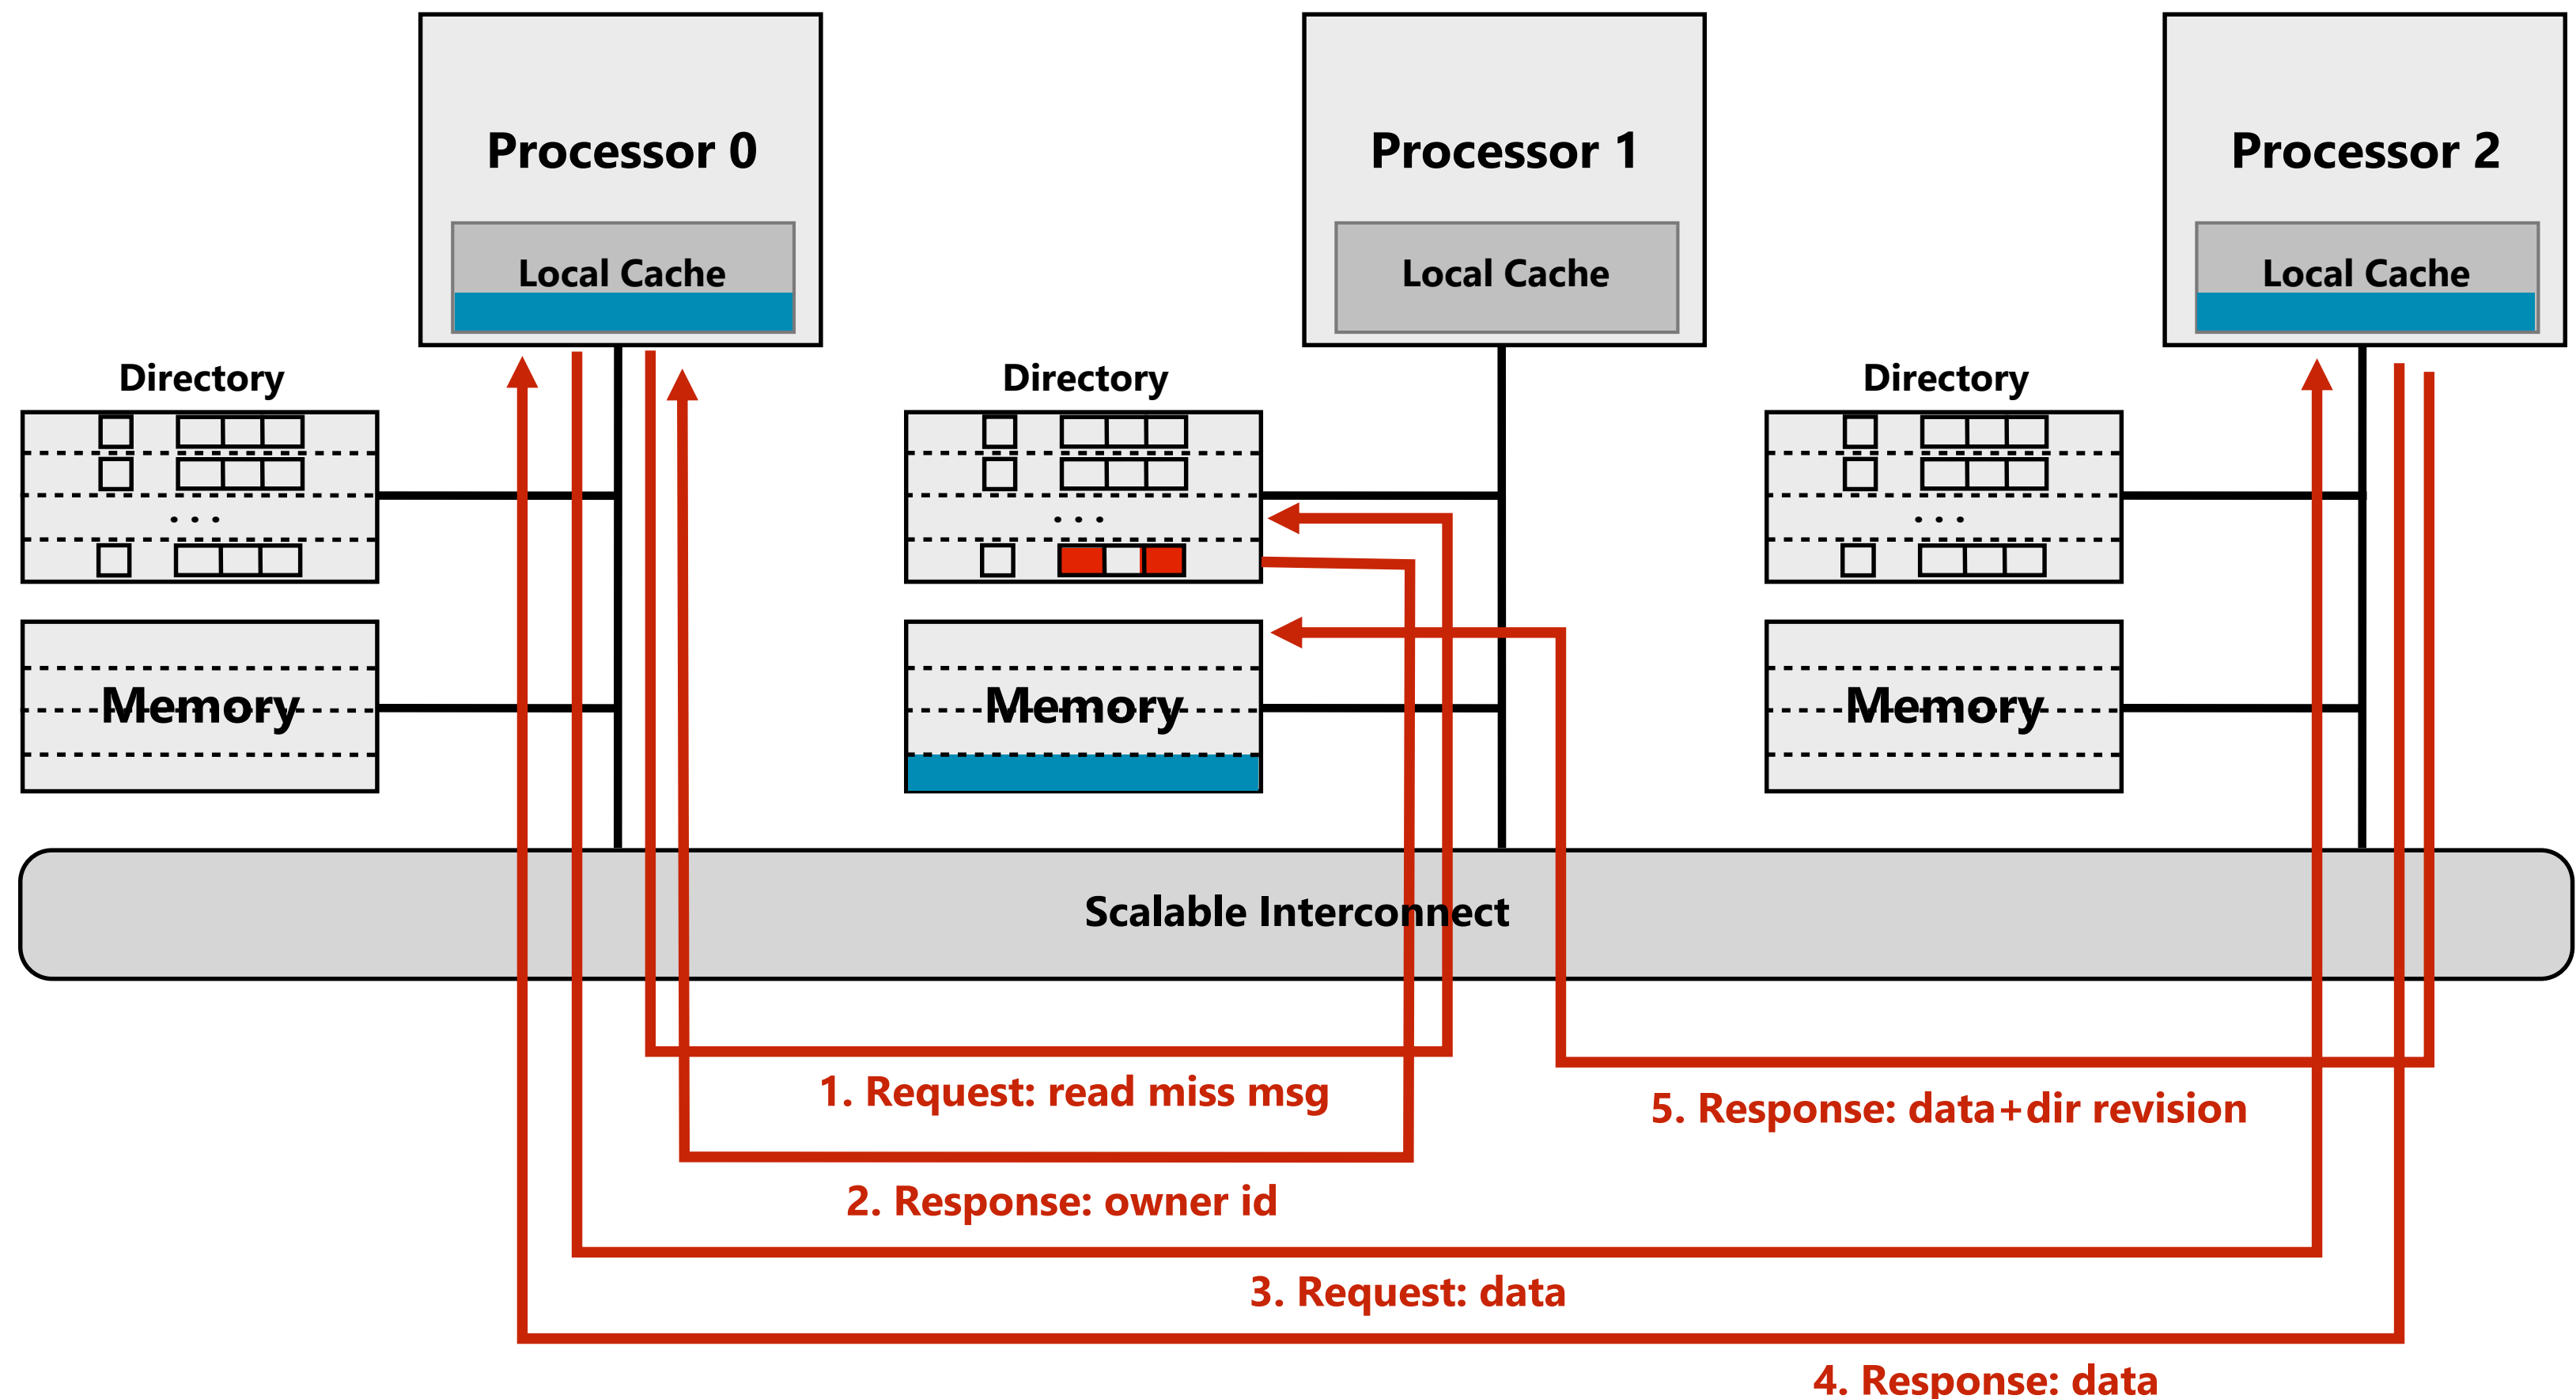 Processor 0
Processor 1
Processor 2
Local Cache
Local Cache
Local Cache
Directory
Directory
Directory
. . .
. . .
. . .
Memory
Memory
Memory
Scalable Interconnect
1. Request: read miss msg
5. Response: data+dir revision
2. Response: owner id
3. Request: data
4. Response: data